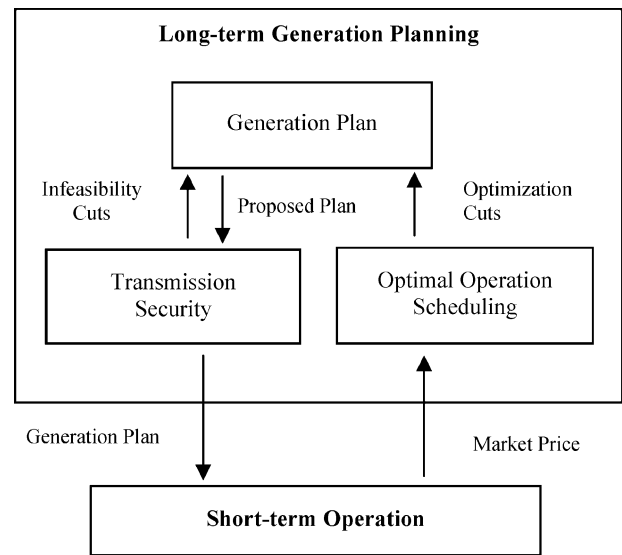 Long-term Generation Planning
Generation Plan
Infeasibility
Cuts
Proposed Plan
Optimization
Cuts
Transmission
Security
Optimal Operation
Scheduling
Generation Plan
Market Price
Short-term Operation